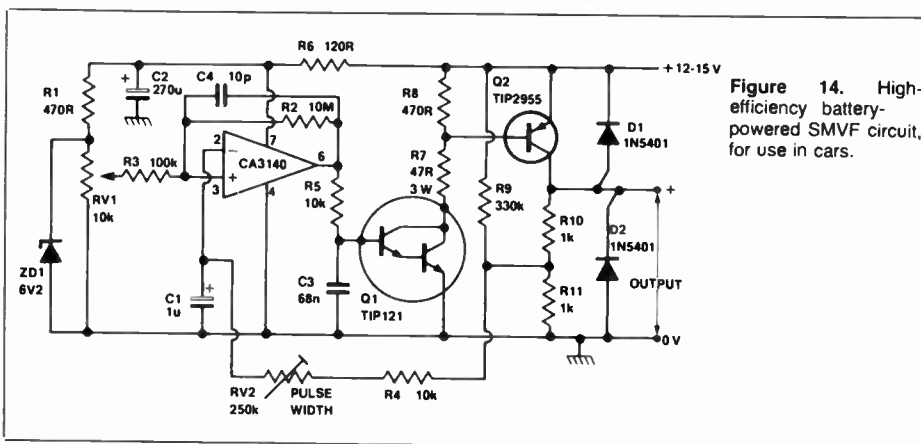 R6 120R
+12-15V
C4 10p
R1
470R
C2
270u
R2 10M
R8
470R
Q2
TIP2955
D1
1N5401
2
7
CA3140
6
3
4
R3 100k
RV1
10k
R5
10k
R7
47R
3 W
R9
330k
+
R10
1k
D2
1N5401
ZD1
6V2
C1
1u
C3
68n
Q1
TIP121
R11
1k
OUTPUT
0V
RV2
250k
PULSE
WIDTH
R4 10k
Figure 14. High-
efficiency battery-
powered SMVF circuit,
for use in cars.